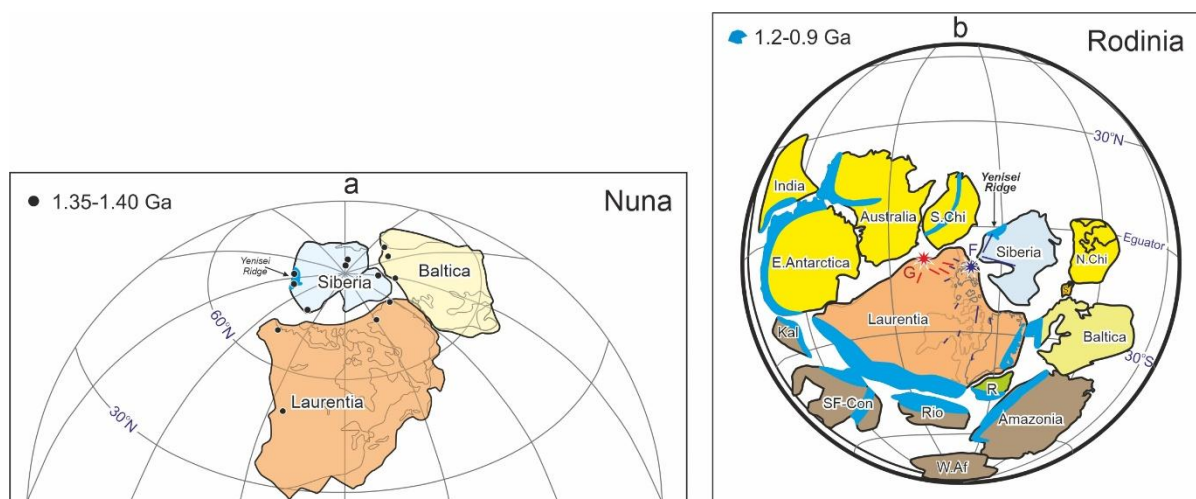 a
1.35-1.40 Ga
Nuna
Yenisei
Ridge
Siberia
Baltica
60°N
Laurentia
30°N
b
1.2-0.9 Ga
Rodinia
30°N
India
Australia
S.Chi
Yenisei
Ridge
Siberia
Eguator
N.Chi
E.Antarctica
G
F
Laurentia
Kal
Baltica
30°S
SF-Con
Rio
R
Amazonia
W.Af